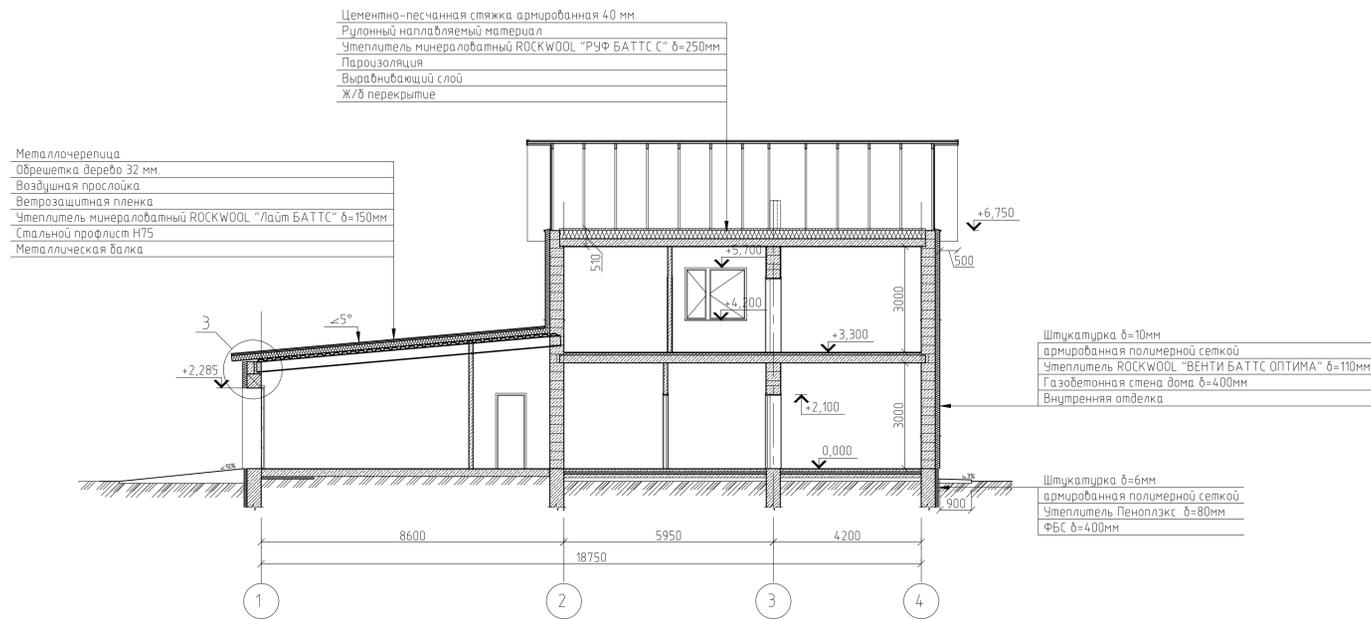 Цементно-песчанная стяжка армированная 40 мм.
Рулонный наплавляемый материал
Утеплитель минераловатный ROCKWOOL "РУФ БАТТС С" δ=250мм
Пароизоляция
Выравнивающий слой
Ж/б перекрытие
Металлочерепица
Обрешетка дерево 32 мм.
Воздушная прослойка
Ветрозащитная пленка
Утеплитель минераловатный ROCKWOOL "Лайт БАТТС" δ=150мм
Стальной профлист Н75
Металлическая балка
+6,750
510
+5,700
500
+4,200
3000
3
∠5°
+3,300
+2,285
Штукатурка δ=10мм
армированная полимерной сеткой
Утеплитель ROCKWOOL "ВЕНТИ БАТТС ОПТИМА" δ=110мм
Газобетонная стена дома δ=400мм
Внутренняя отделка
+2,100
3000
0,000
Штукатурка δ=6мм
армированная полимерной сеткой
Утеплитель Пеноплэкс δ=80мм
ФБС δ=400мм
900
8600
5950
4200
18750
1
2
3
4